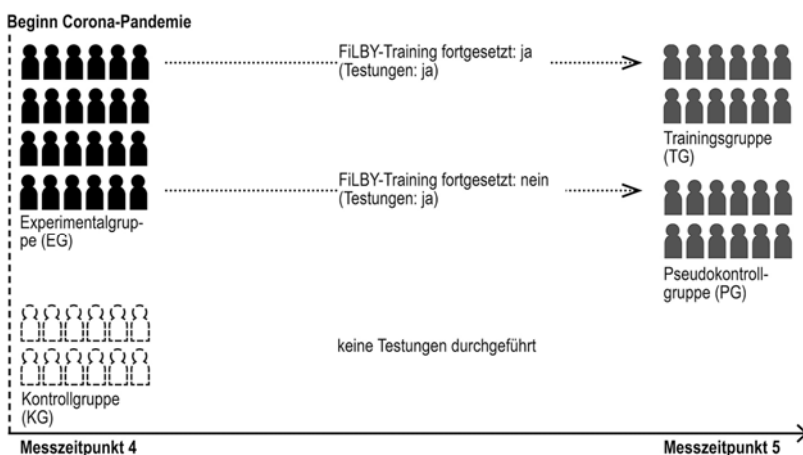 Beginn Corona-Pandemie
FiLBY-Training fortgesetzt: ja
(Testungen: ja)
Trainingsgruppe
(TG)
FiLBY-Training fortgesetzt: nein
(Testungen: ja)
Experimentalgrup-
pe (EG)
Pseudokontroll-
gruppe (PG)
keine Testungen durchgeführt
Kontrollgruppe
(KG)
Messzeitpunkt 4
Messzeitpunkt 5